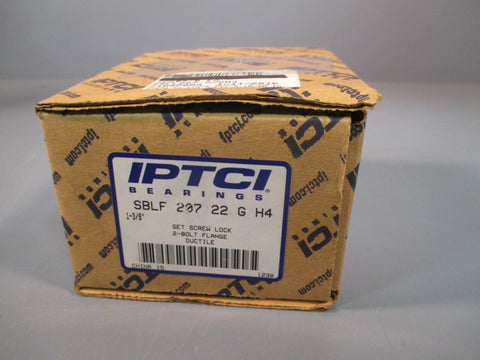 IPTCI
BEARINGS
SBLF 207 22 G H4
1-3/8"
SET SCREW LOCK
2-BOLT FLANGE
DUCTILE
CHINA 15
1230
iptci.com